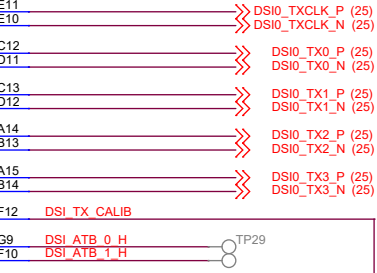 E11 DSI0_TXCLK_P (25)
E10 DSI0_TXCLK_N (25)
C12 DSI0_TX0_P (25)
D11 DSI0_TX0_N (25)
C13 DSI0_TX1_P (25)
D12 DSI0_TX1_N (25)
A14 DSI0_TX2_P (25)
B13 DSI0_TX2_N (25)
A15 DSI0_TX3_P (25)
B14 DSI0_TX3_N (25)
F12 DSI_TX_CALIB
G9 DSI_ATB_0_H TP29
F10 DSI_ATB_1_H